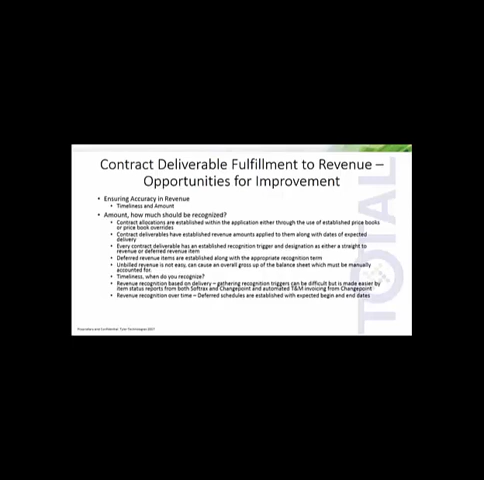 Contract Deliverable Fulfillment to Revenue –
Opportunities for Improvement
• Ensuring Accuracy in Revenue
• Timeliness and Amount
• Amount, how much should be recognized?
• Contract allocations are established within the application either through the use of established price books
or price book overrides
• Contract deliverables have established revenue amounts applied to them along with dates of expected
delivery
• Every contract deliverable has an established recognition trigger and designation as either a straight to
revenue or deferred revenue item
• Deferred revenue items are established along with the appropriate recognition term
• Unbilled revenue is not easy, can cause an overall gross up of the balance sheet which must be manually
accounted for.
• Timeliness, when do you recognize?
• Revenue recognition based on delivery – gathering recognition triggers can be difficult but is made easier by
item status reports from both Softrax and Changepoint and automated T&M invoicing from Changepoint
• Revenue recognition over time – Deferred schedules are established with expected begin and end dates
TOTAL
Proprietary and Confidential, Technologies 2007